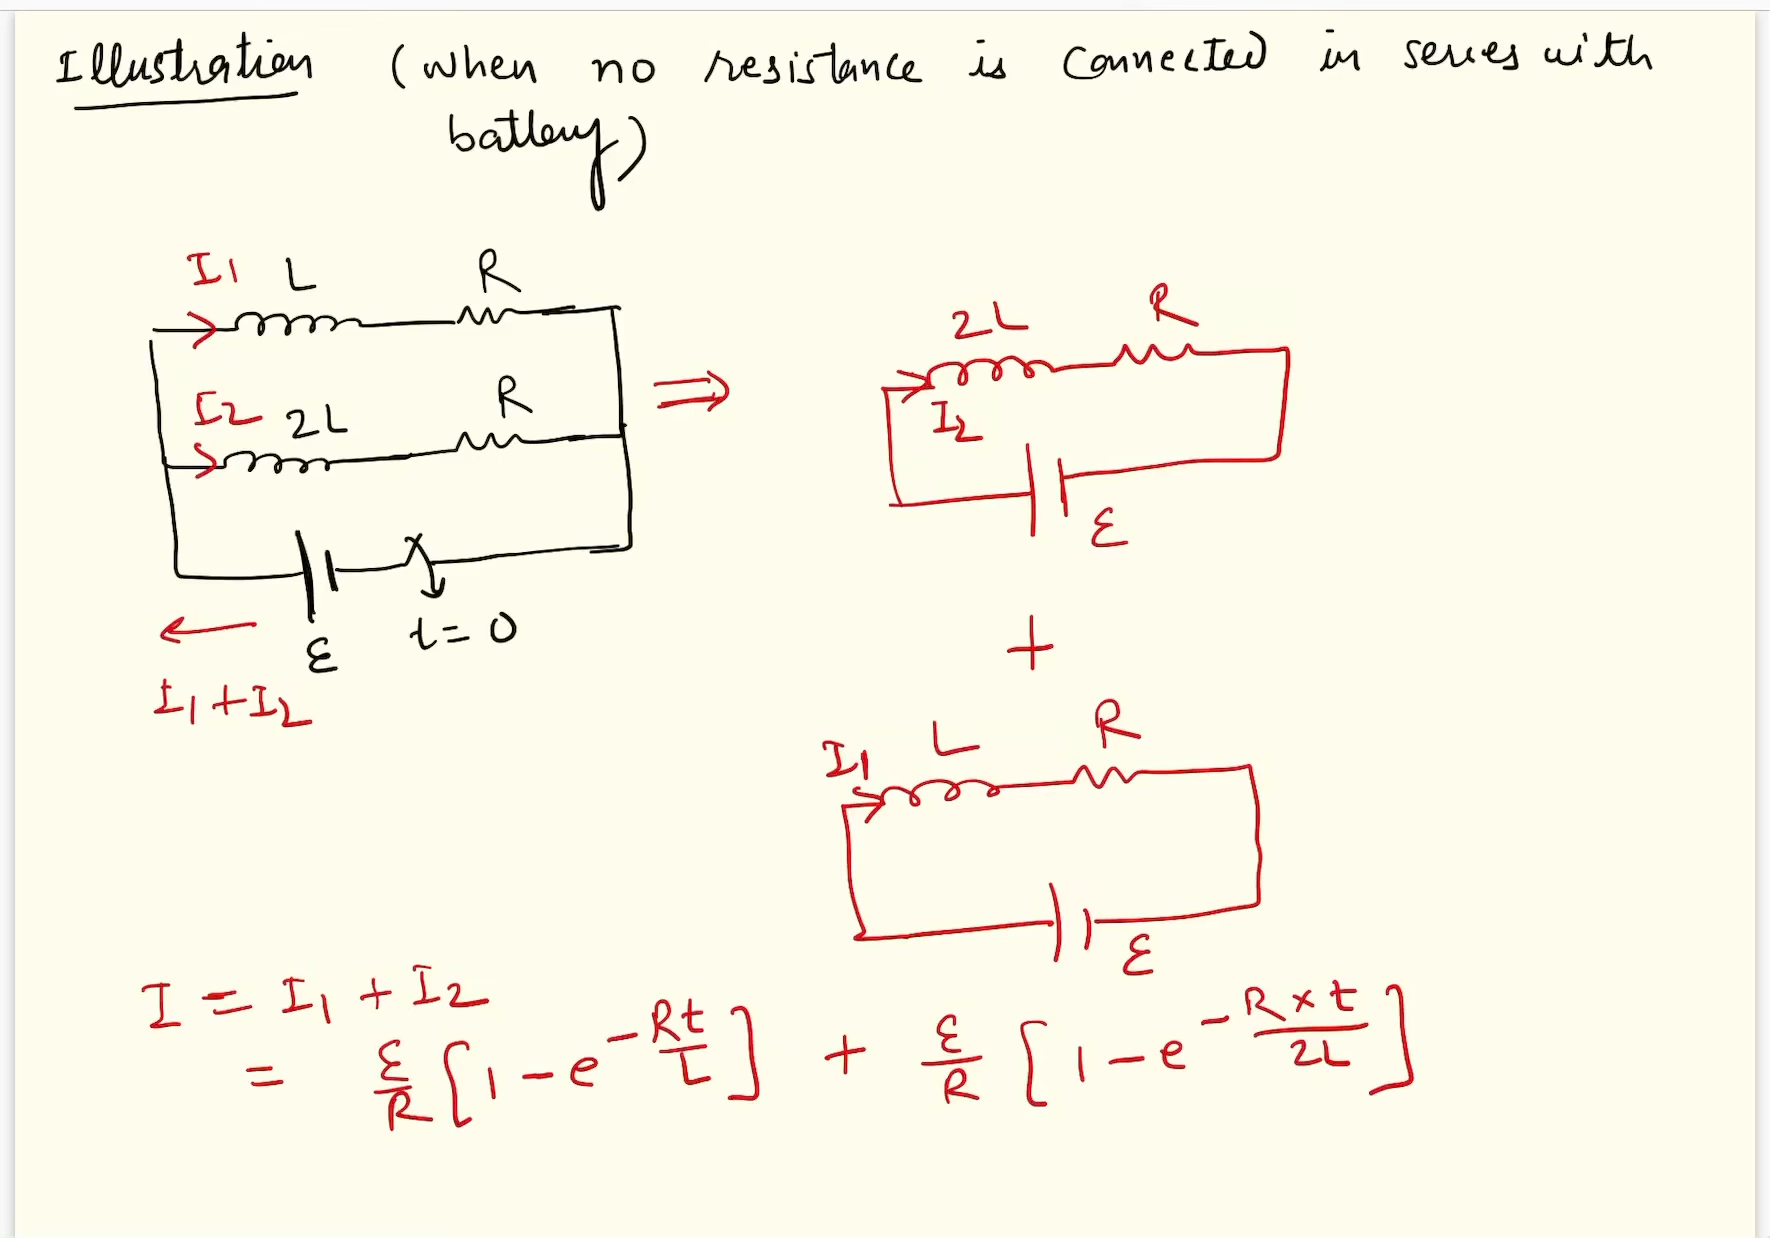 Illustration (when no resistance is connected in series with
battery)
I1 L R
I2 2L R
ε t = 0
I1 + I2
⇒
2L R
I2
ε
+
I1 L R
ε
I = I1 + I2
= ε/R [1 - e^(-Rt/L)] + ε/R [1 - e^(-R×t/2L)]